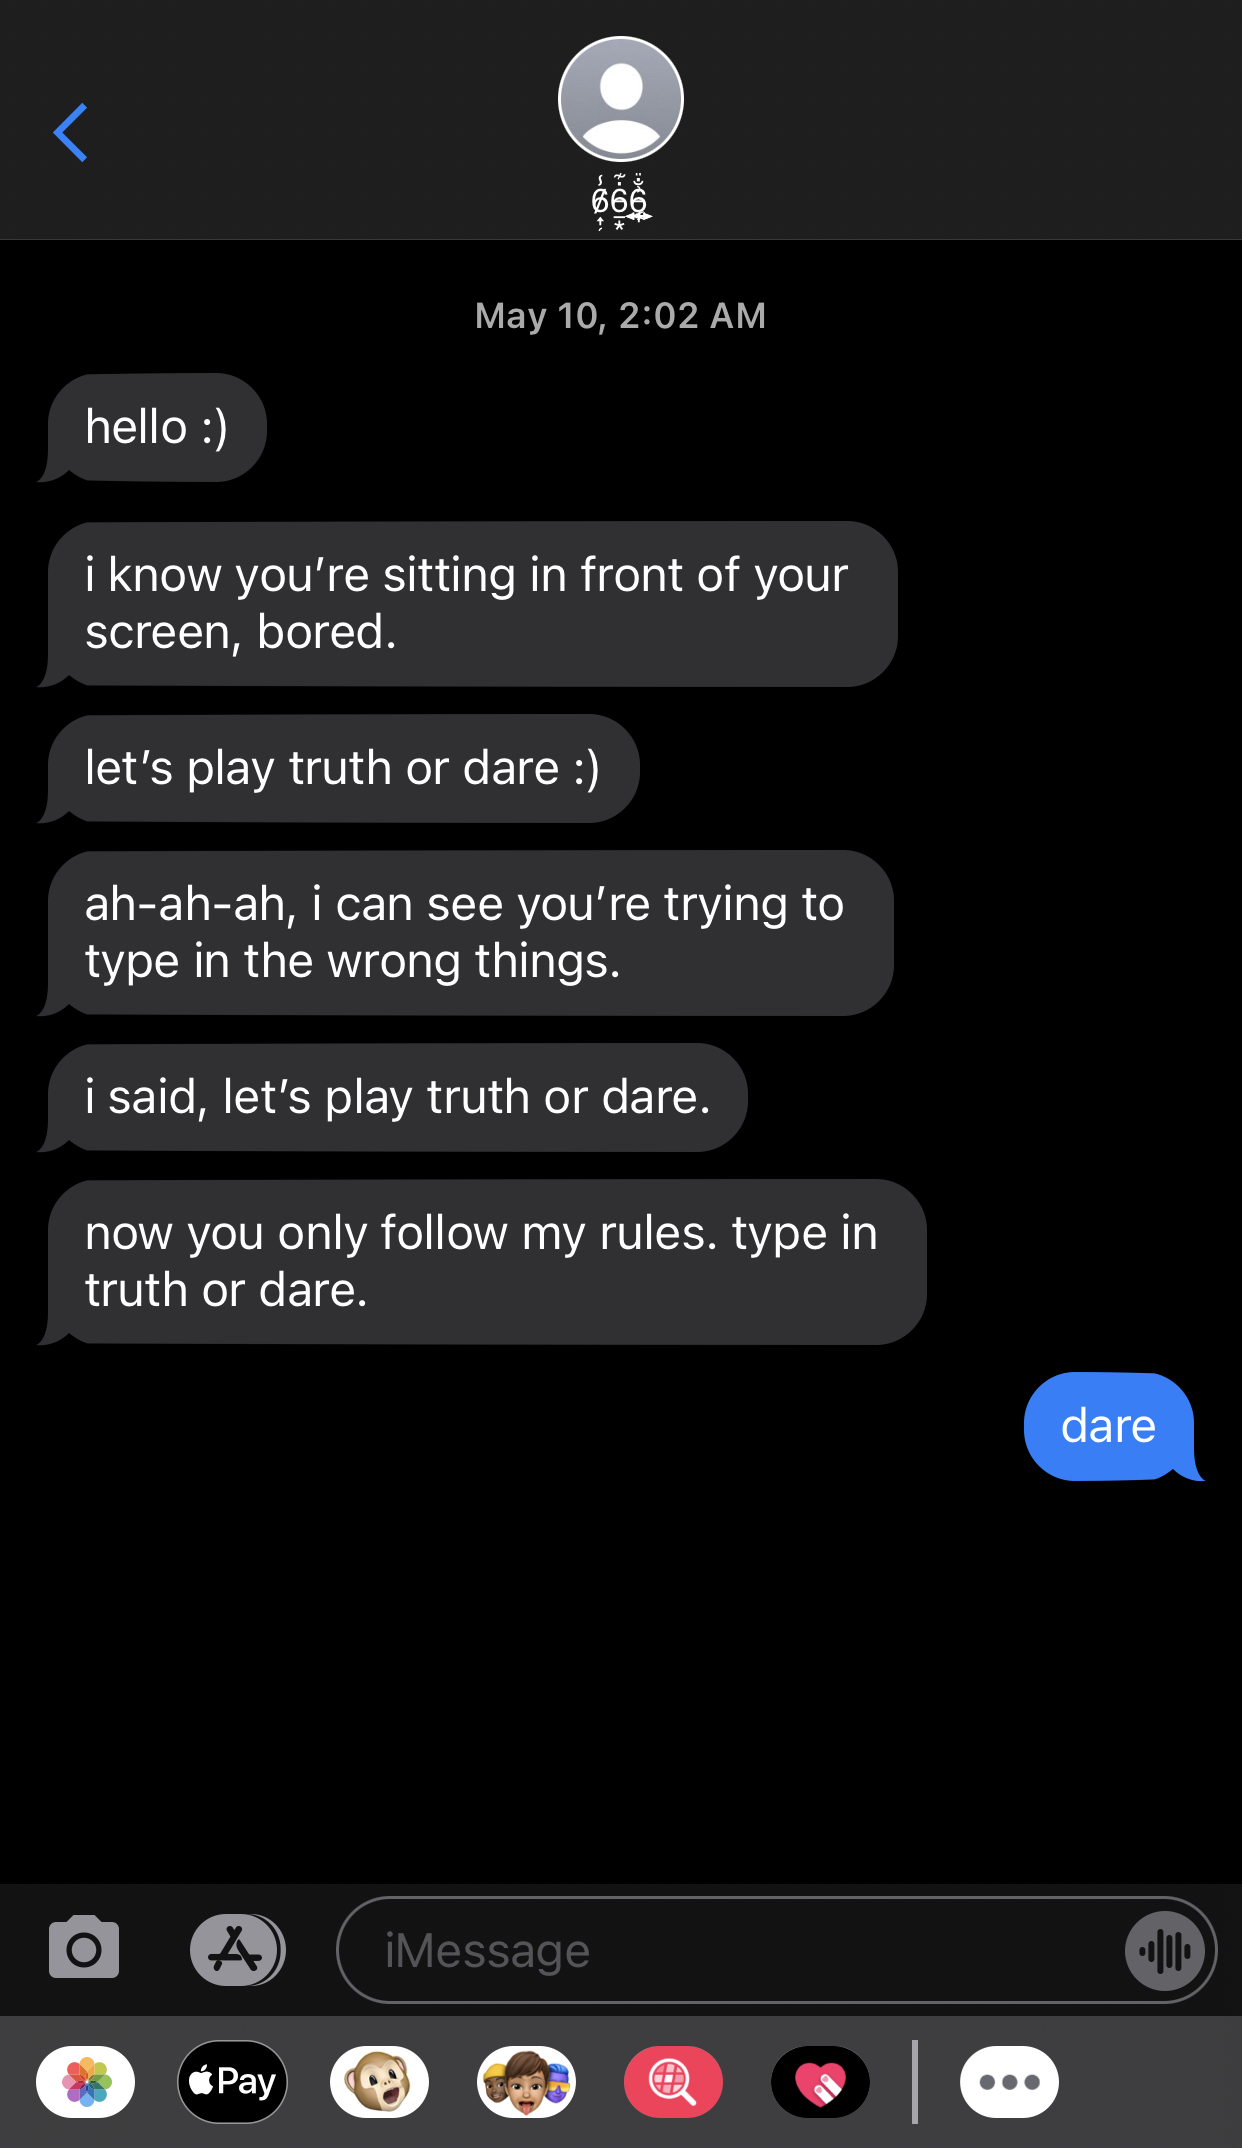 666
May 10, 2:02 AM
hello :)
i know you’re sitting in front of your
screen, bored.
let’s play truth or dare :)
ah-ah-ah, i can see you’re trying to
type in the wrong things.
i said, let’s play truth or dare.
now you only follow my rules. type in
truth or dare.
dare
iMessage
Pay